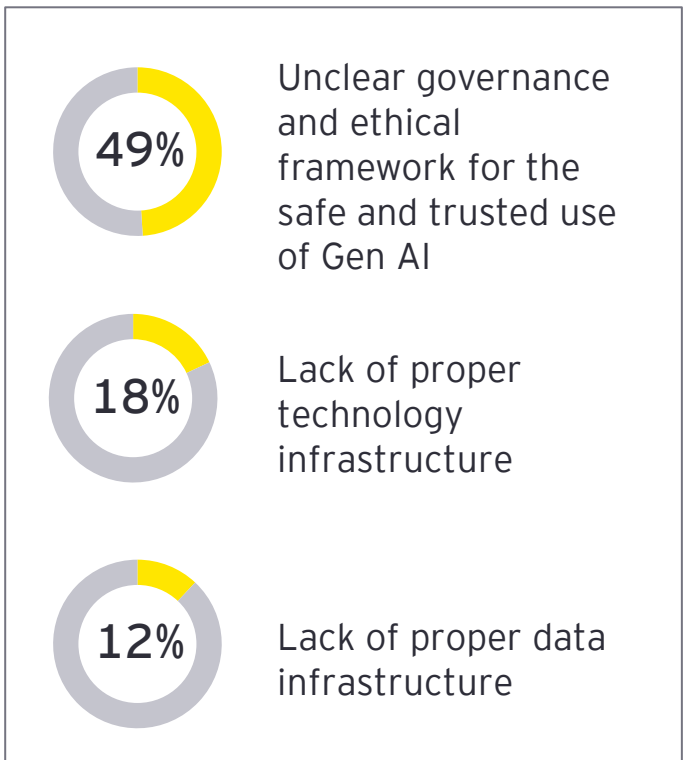 49%
Unclear governance
and ethical
framework for the
safe and trusted use
of Gen AI
18%
Lack of proper
technology
infrastructure
12%
Lack of proper data
infrastructure